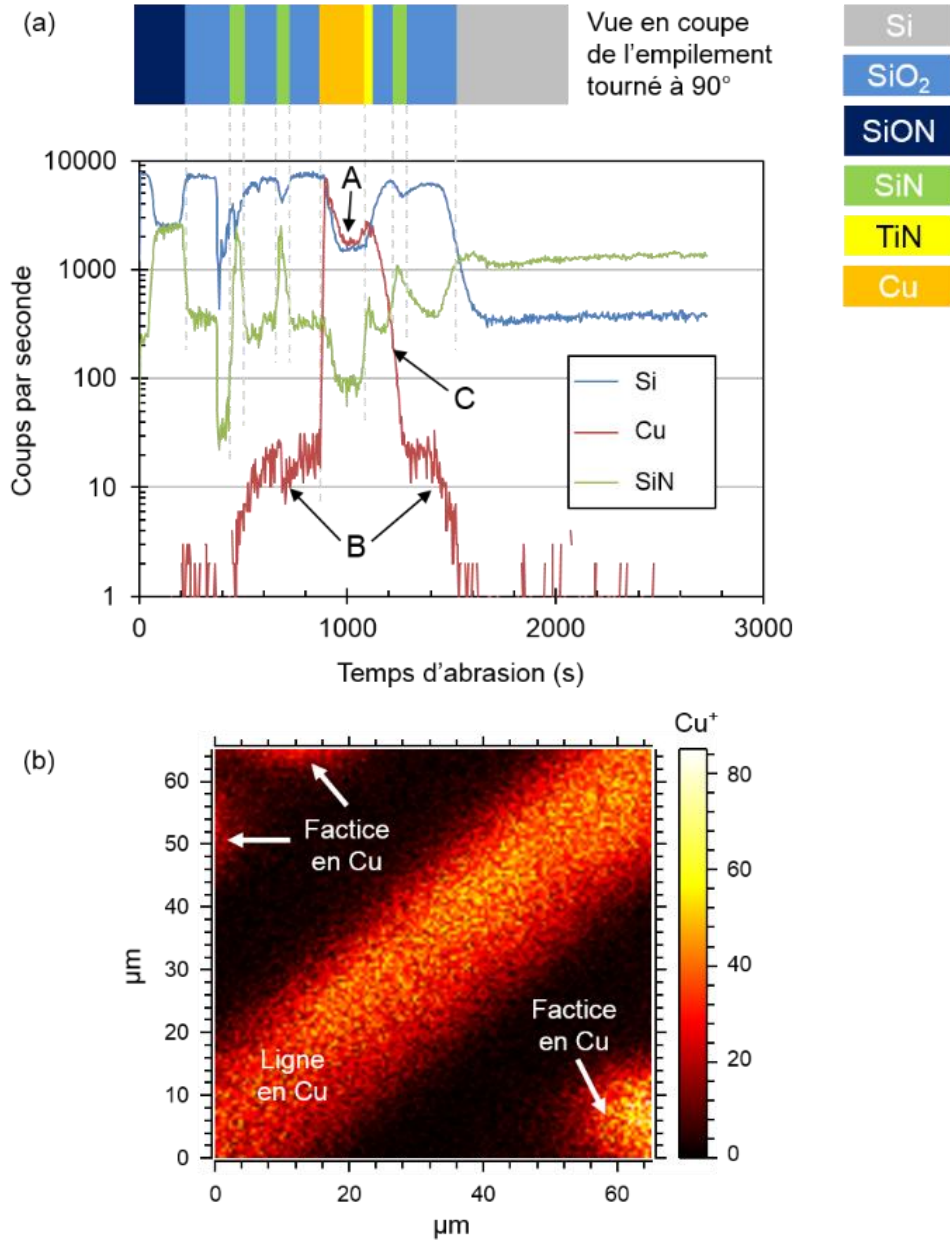 (a)
Vue en coupe
de l'empilement
tourné à 90°
Si
SiO₂
SiON
SiN
TiN
Cu
10000
1000
100
10
1
Coups par seconde
A
B
C
Si
Cu
SiN
0
1000
2000
3000
Temps d'abrasion (s)
(b)
Cu⁺
60
50
40
30
20
10
0
µm
Factice
en Cu
Factice
en Cu
Ligne
en Cu
80
60
40
20
0
0
20
40
60
µm